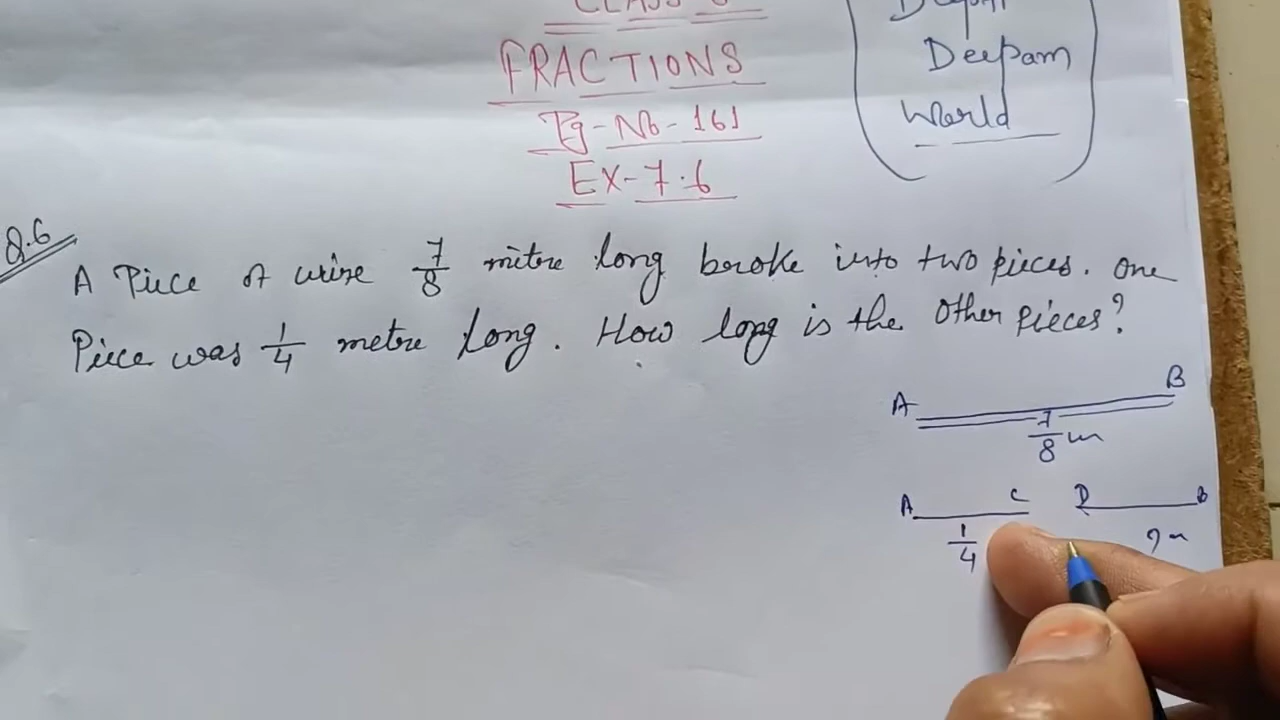 FRACTIONS
Pg-No-161
Ex-7.6
Deepam
World
Q.6
A Piece of wire 7/8 metre long broke into two pieces. One
Piece was 1/4 metre long. How long is the Other pieces?
A B
7/8 m
A C D B
1/4 ? m